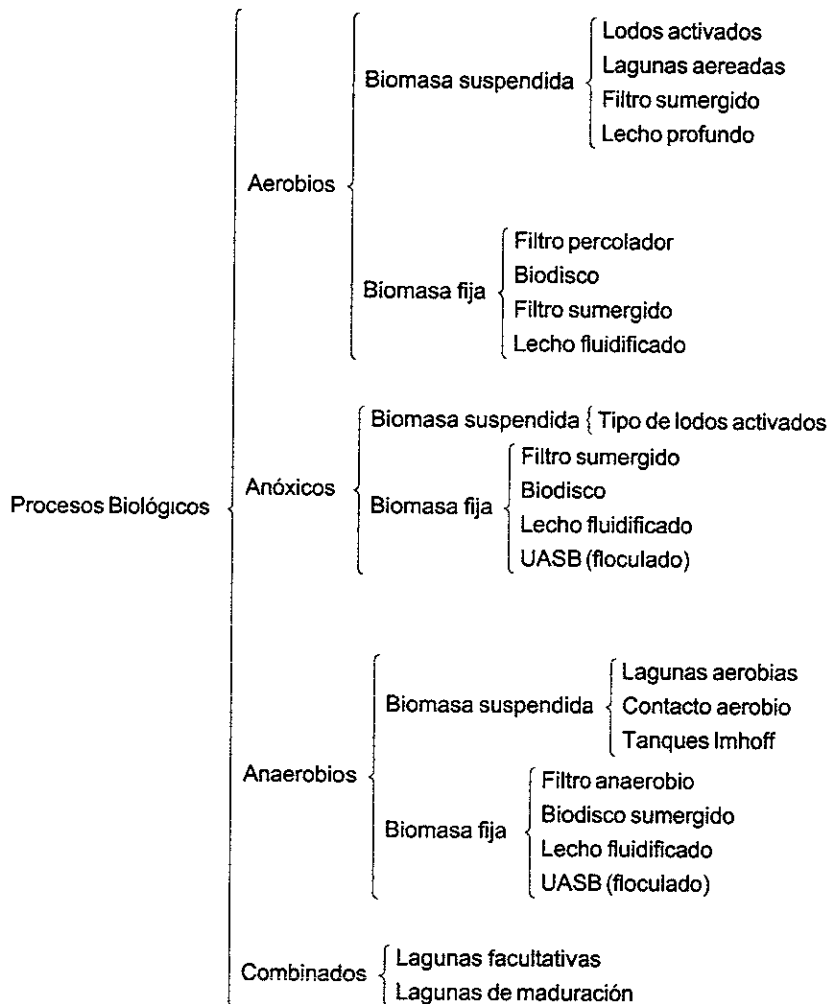 Procesos Biológicos
Aerobios
Biomasa suspendida
Lodos activados
Lagunas aereadas
Filtro sumergido
Lecho profundo
Biomasa fija
Filtro percolador
Biodisco
Filtro sumergido
Lecho fluidificado
Anóxicos
Biomasa suspendida
Tipo de lodos activados
Biomasa fija
Filtro sumergido
Biodisco
Lecho fluidificado
UASB (floculado)
Anaerobios
Biomasa suspendida
Lagunas aerobias
Contacto aerobio
Tanques Imhoff
Biomasa fija
Filtro anaerobio
Biodisco sumergido
Lecho fluidificado
UASB (floculado)
Combinados
Lagunas facultativas
Lagunas de maduración